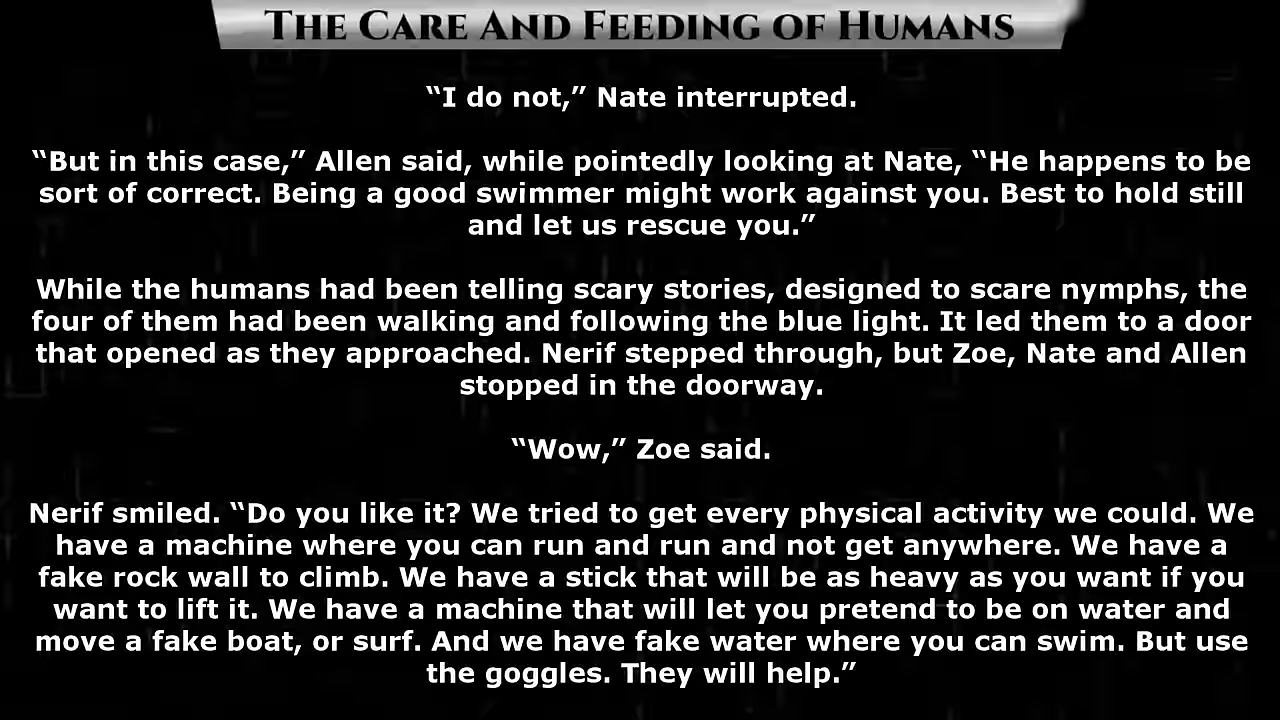 THE CARE AND FEEDING OF HUMANS
“I do not,” Nate interrupted.
“But in this case,” Allen said, while pointedly looking at Nate, “He happens to be
sort of correct. Being a good swimmer might work against you. Best to hold still
and let us rescue you.”
While the humans had been telling scary stories, designed to scare nymphs, the
four of them had been walking and following the blue light. It led them to a door
that opened as they approached. Nerif stepped through, but Zoe, Nate and Allen
stopped in the doorway.
“Wow,” Zoe said.
Nerif smiled. “Do you like it? We tried to get every physical activity we could. We
have a machine where you can run and run and not get anywhere. We have a
fake rock wall to climb. We have a stick that will be as heavy as you want if you
want to lift it. We have a machine that will let you pretend to be on water and
move a fake boat, or surf. And we have fake water where you can swim. But use
the goggles. They will help.”